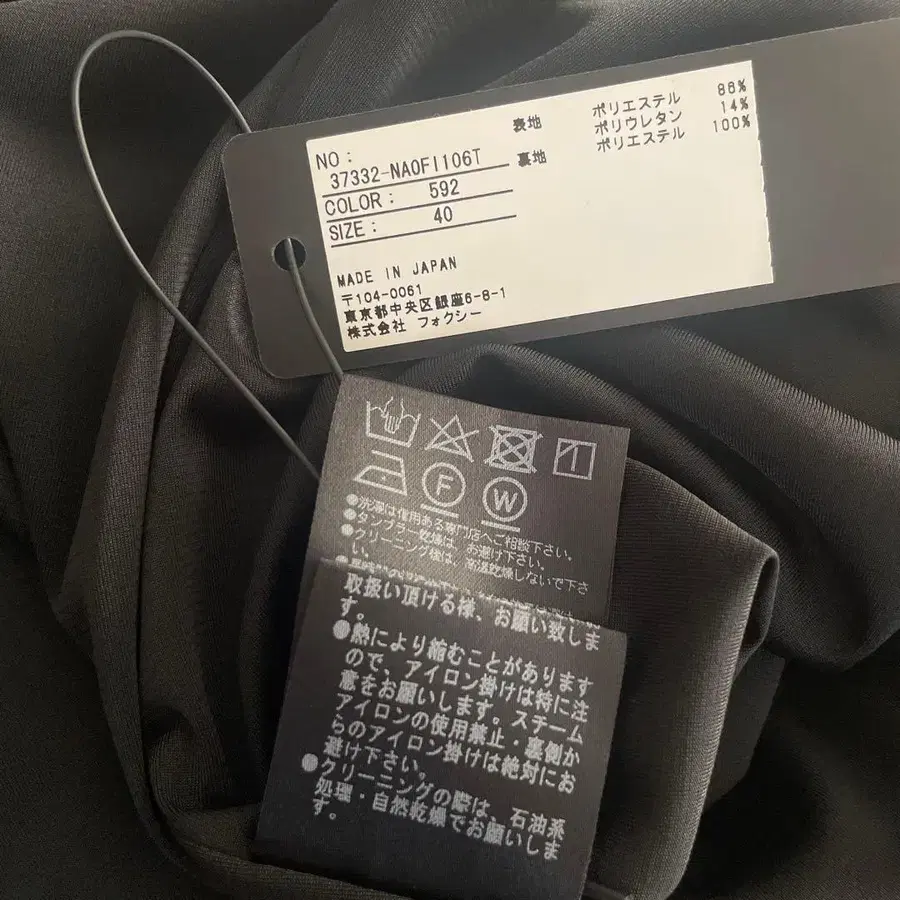 NO：
37332-NA0FI106T
COLOR： 592
SIZE： 40
表地 ポリエステル 86%
ポリウレタン 14%
裏地 ポリエステル 100%
MADE IN JAPAN
〒104-0061
東京都中央区銀座6-8-1
株式会社 フォクシー
F W
●洗濯は信用ある専門店へご相談下さい。
●タンブラー乾燥は、お避け下さい。
●クリーニング後は、高温乾燥しないで下さ
い。
取扱い頂ける様、お願い致しま
す。
●熱により縮むことがあります
ので、アイロン掛けは特に注
意をお願いします。スチーム
アイロンの使用禁止・裏側か
らのアイロン掛けは絶対にお
避け下さい。
●クリーニングの際は、石油系
処理・自然乾燥でお願いしま
す。